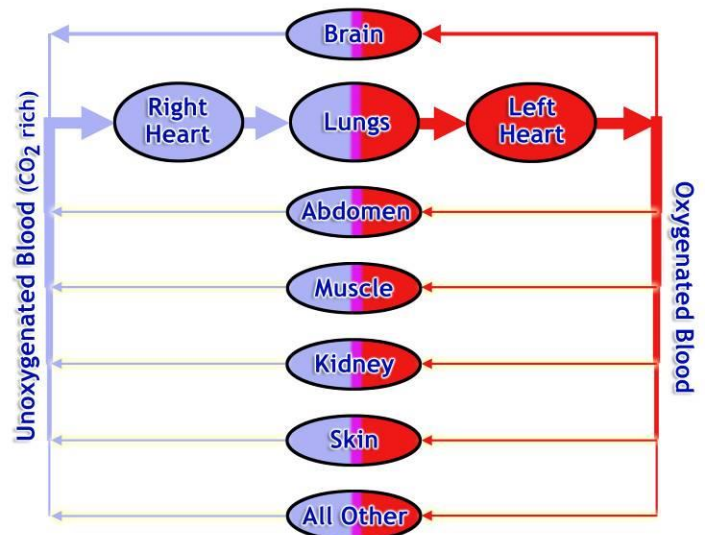 Brain
Right
Heart
Lungs
Left
Heart
Abdomen
Muscle
Kidney
Skin
All Other
Unoxygenated Blood (CO₂ rich)
Oxygenated Blood